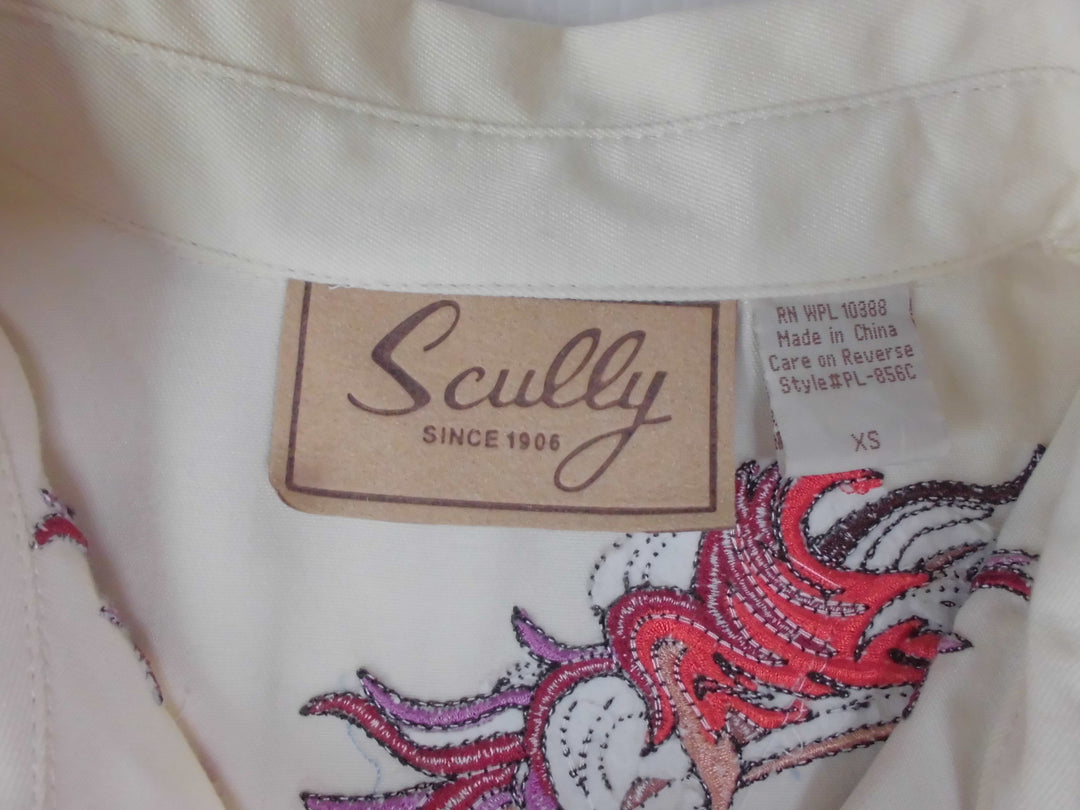 Scully
SINCE 1906
RN WPL 10388
Made in China
Care on Reverse
Style#PL-856C
XS